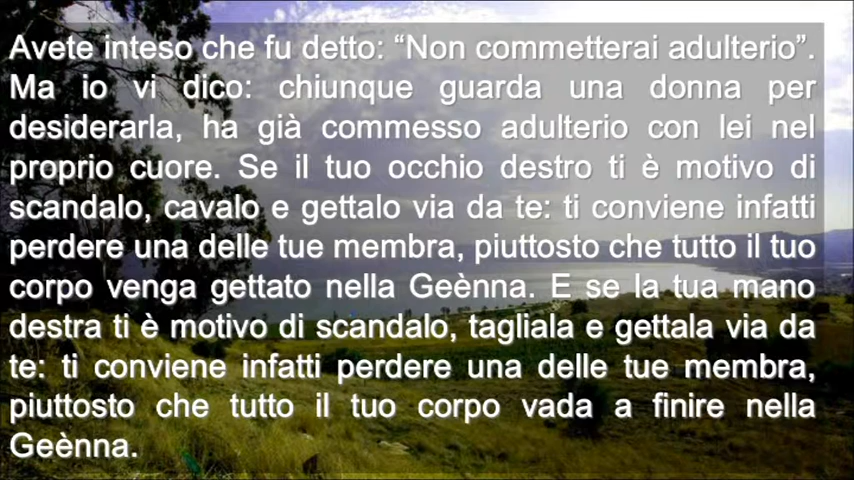 Avete inteso che fu detto: “Non commetterai adulterio”.
Ma io vi dico: chiunque guarda una donna per
desiderarla, ha già commesso adulterio con lei nel
proprio cuore. Se il tuo occhio destro ti è motivo di
scandalo, cavalo e gettalo via da te: ti conviene infatti
perdere una delle tue membra, piuttosto che tutto il tuo
corpo venga gettato nella Geènna. E se la tua mano
destra ti è motivo di scandalo, tagliala e gettala via da
te: ti conviene infatti perdere una delle tue membra,
piuttosto che tutto il tuo corpo vada a finire nella
Geènna.